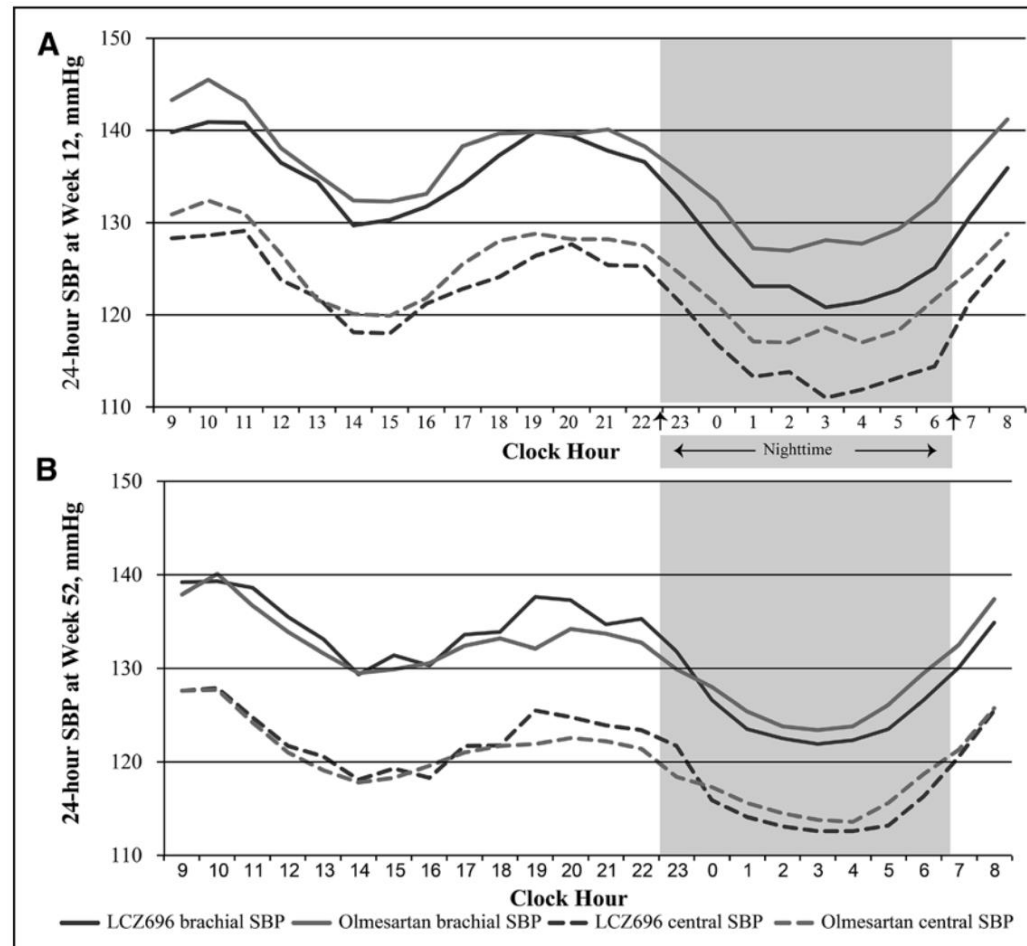 A
24-hour SBP at Week 12, mmHg
150
140
130
120
110
9 10 11 12 13 14 15 16 17 18 19 20 21 22 23 0 1 2 3 4 5 6 7 8
Clock Hour
Nighttime
B
24-hour SBP at Week 52, mmHg
150
140
130
120
110
9 10 11 12 13 14 15 16 17 18 19 20 21 22 23 0 1 2 3 4 5 6 7 8
Clock Hour
LCZ696 brachial SBP Olmesartan brachial SBP LCZ696 central SBP Olmesartan central SBP